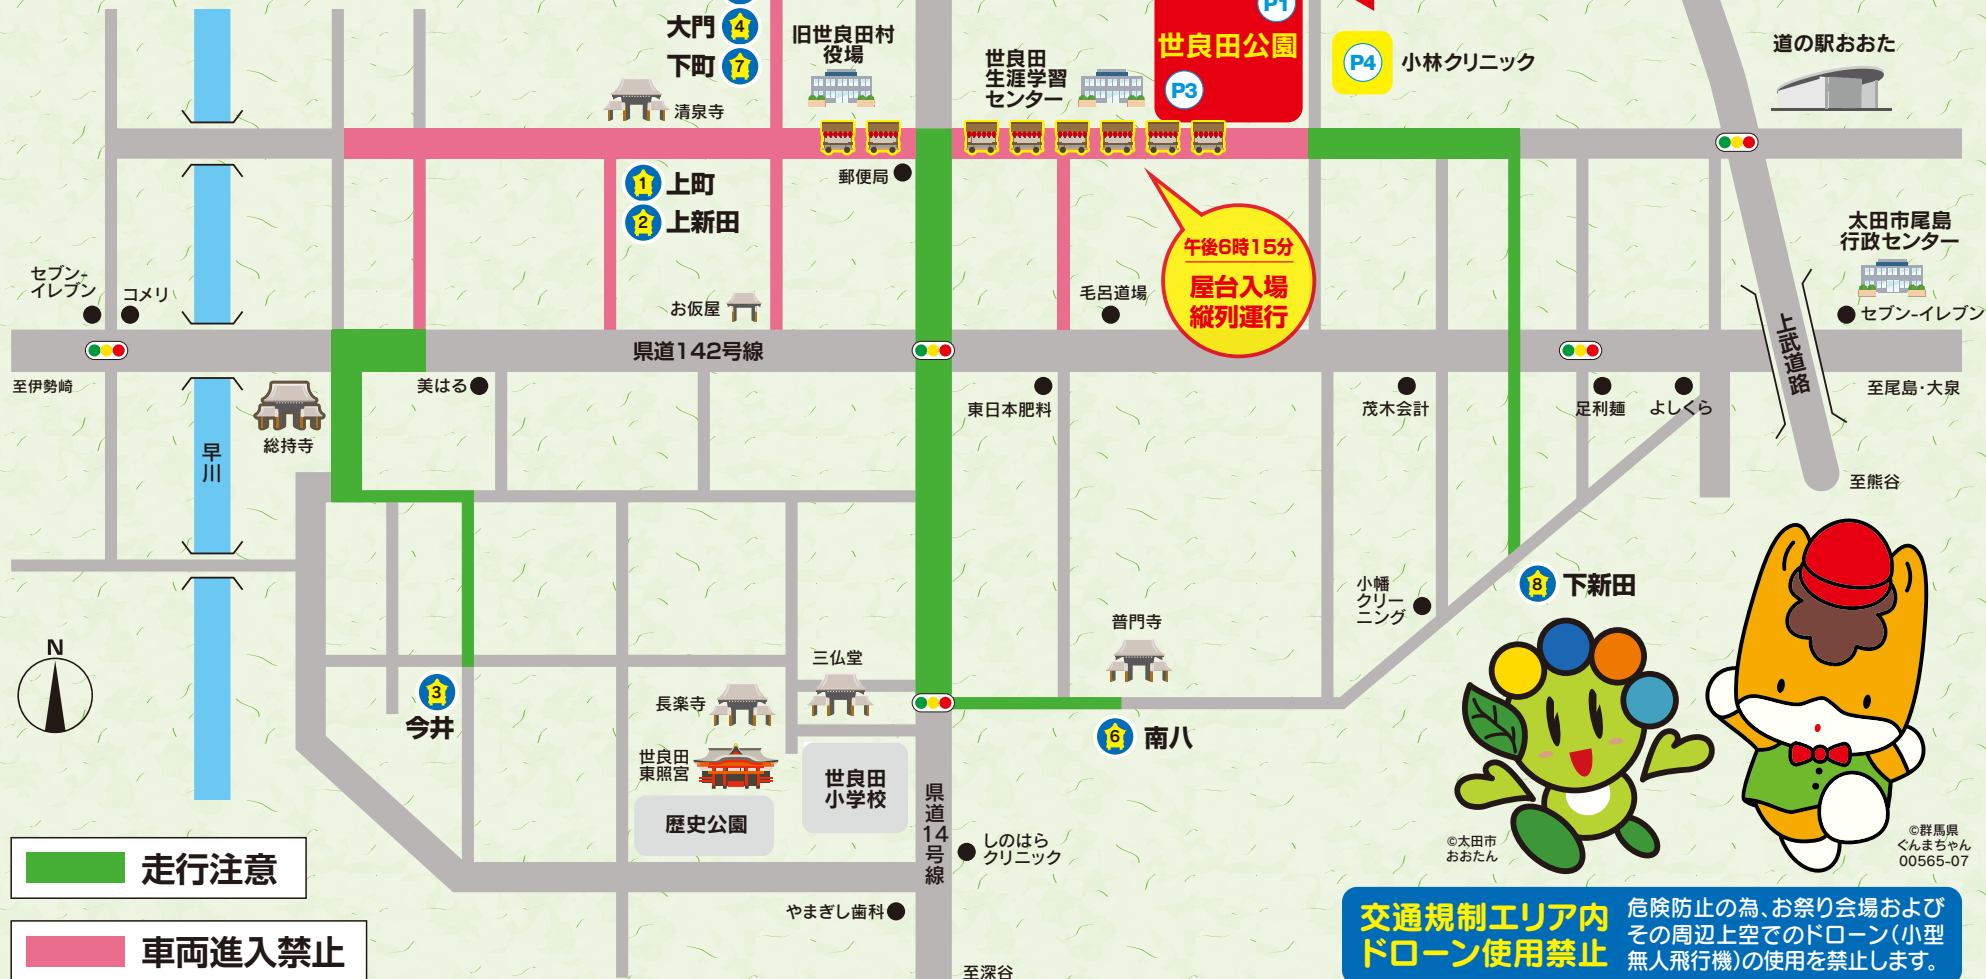 P1
大門
4
下町
7
旧世良田村
役場
世良田
生涯学習
センター
世良田公園
P3
P4
小林クリニック
道の駅おおた
清泉寺
1
上町
2
上新田
郵便局
午後6時15分
屋台入場
縦列運行
太田市尾島
行政センター
セブン-
イレブン
コメリ
お仮屋
毛呂道場
セブン-イレブン
県道142号線
上武道路
至伊勢崎
美はる
東日本肥料
茂木会計
足利麺
よしくら
至尾島・大泉
総持寺
早川
至熊谷
小幡
クリー
ニング
8
下新田
普門寺
N
三仏堂
3
今井
長楽寺
6
南八
世良田
東照宮
世良田
小学校
歴史公園
県道14号線
しのはら
クリニック
©太田市
おおたん
©群馬県
ぐんまちゃん
00565-07
走行注意
やまぎし歯科
車両進入禁止
至深谷
交通規制エリア内
ドローン使用禁止
危険防止の為、お祭り会場および
その周辺上空でのドローン(小型
無人飛行機)の使用を禁止します。